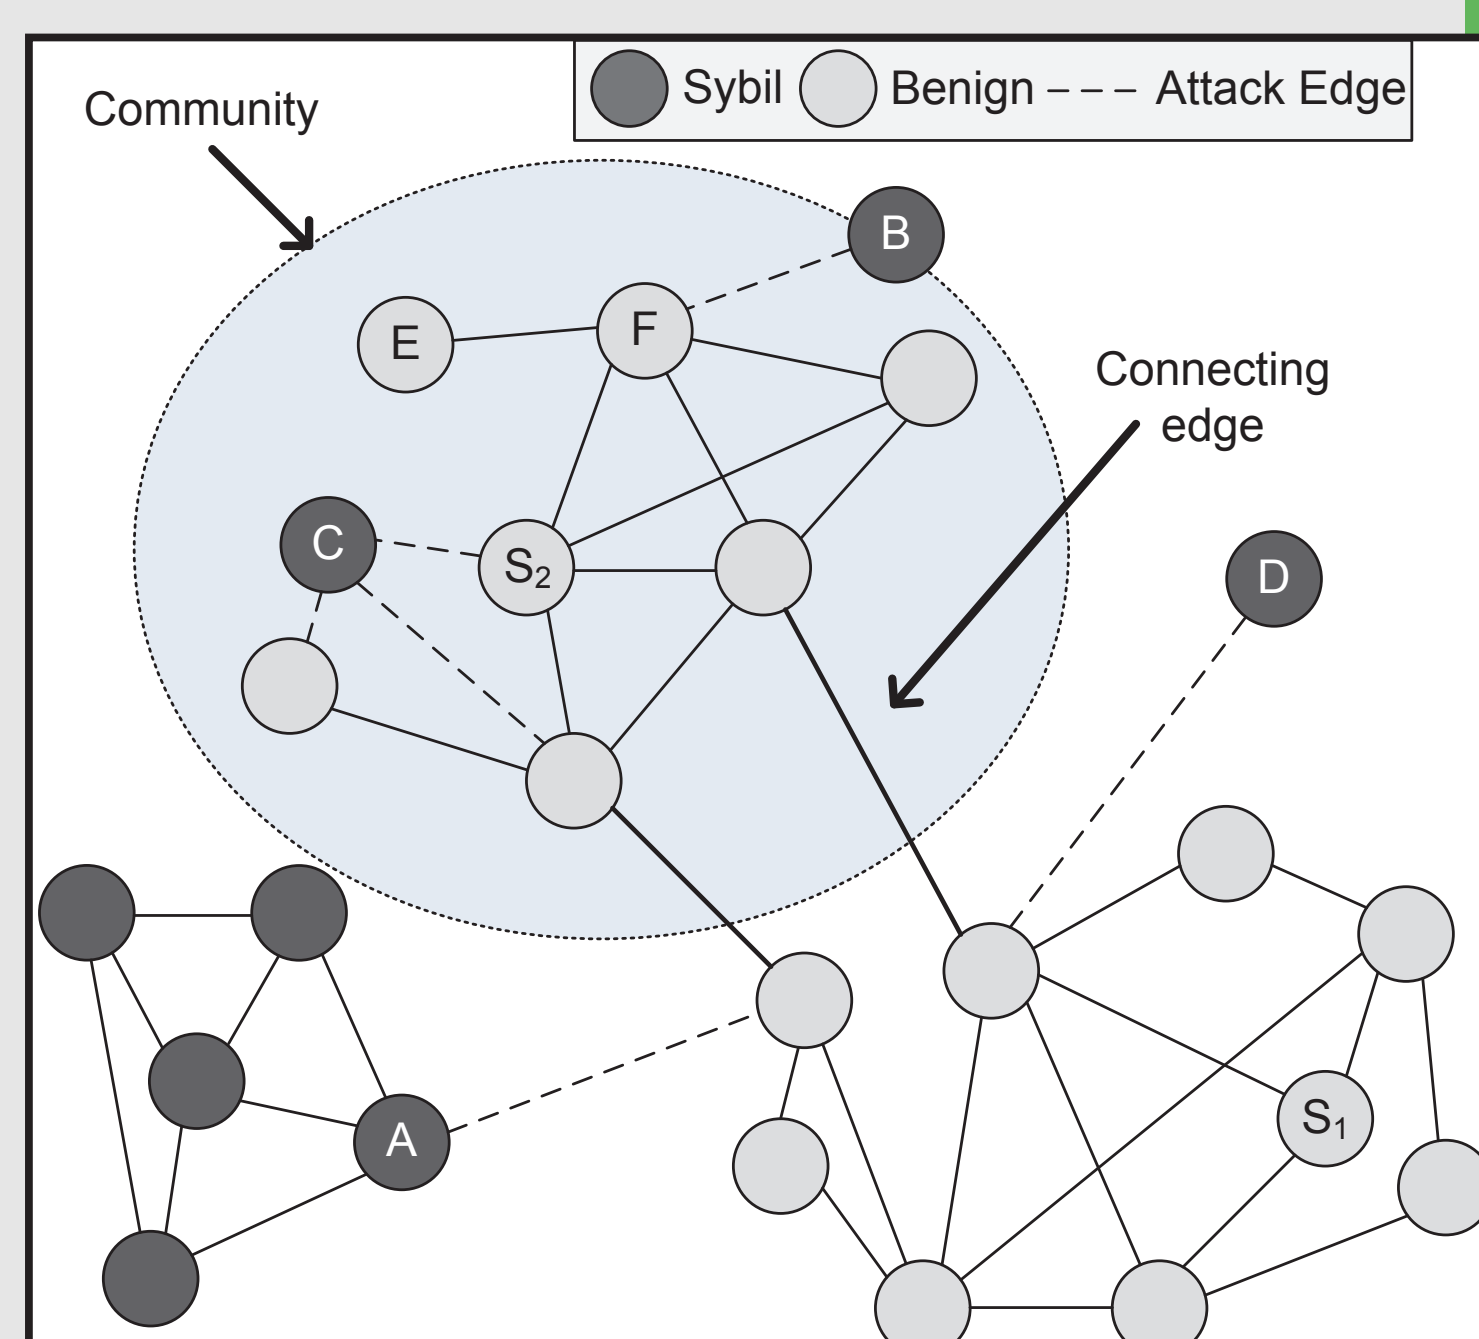 Sybil Benign Attack Edge
Community
B
E
F
Connecting
edge
C
S₂
D
S₁
A